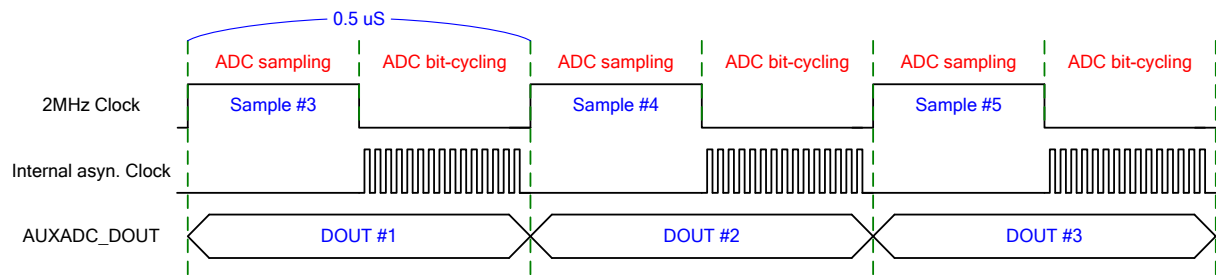 0.5 uS
ADC sampling ADC bit-cycling ADC sampling ADC bit-cycling ADC sampling ADC bit-cycling
2MHz Clock Sample #3 Sample #4 Sample #5
Internal asyn. Clock
AUXADC_DOUT DOUT #1 DOUT #2 DOUT #3